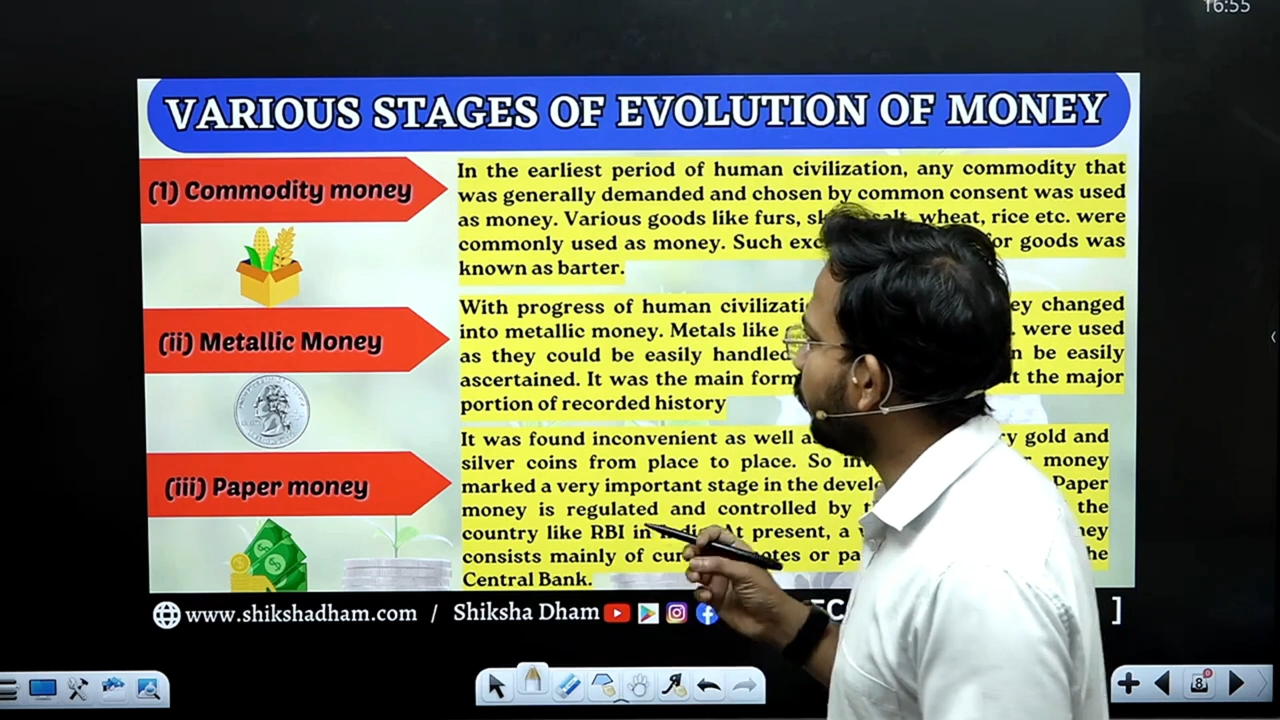 16:55
VARIOUS STAGES OF EVOLUTION OF MONEY
(1) Commodity money
In the earliest period of human civilization, any commodity that
was generally demanded and chosen by common consent was used
as money. Various goods like furs, salt, wheat, rice etc. were
commonly used as money. Such for goods was
known as barter.
(ii) Metallic Money
With progress of human changed
into metallic money. Metals like were used
as they could be easily handled be easily
ascertained. It was the main form the major
portion of recorded history
(iii) Paper money
It was found inconvenient as well gold and
silver coins from place to place. So money
marked a very important stage in the Paper
money is regulated and controlled by the
country like RBI in At present, a
consists mainly of or
Central Bank.
www.shikshadham.com / Shiksha Dham
]
8